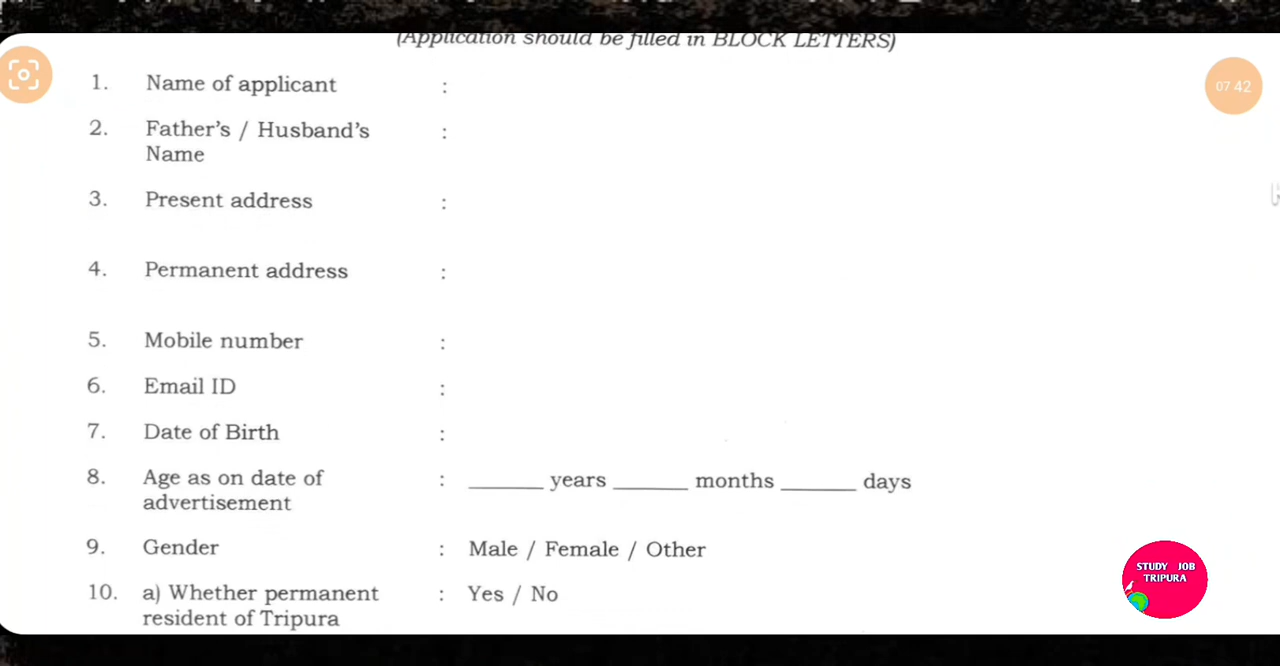 (Application should be filled in BLOCK LETTERS)
1. Name of applicant :
07 42
2. Father's / Husband's :
Name
3. Present address :
4. Permanent address :
5. Mobile number :
6. Email ID :
7. Date of Birth :
8. Age as on date of : ______ years ______ months ______ days
advertisement
9. Gender : Male / Female / Other
STUDY JOB
TRIPURA
10. a) Whether permanent : Yes / No
resident of Tripura